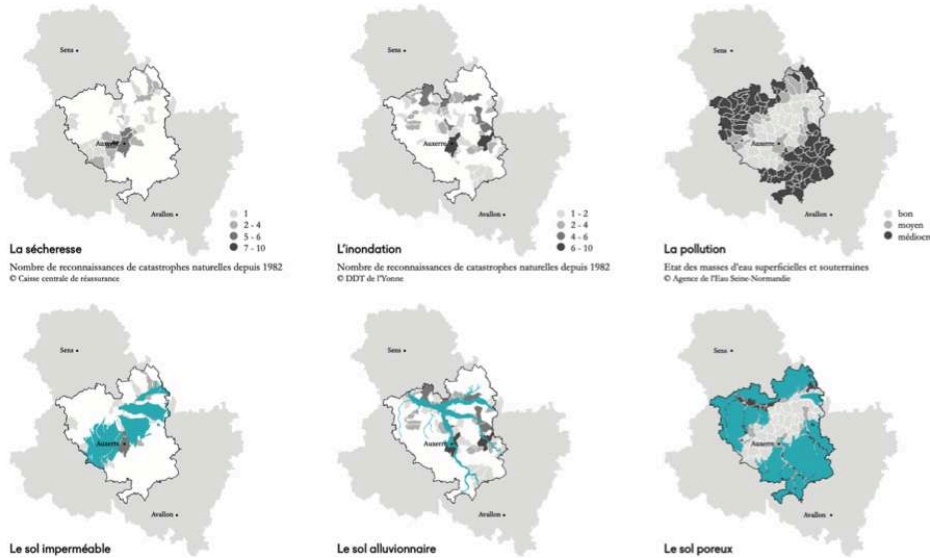 Sens
Auxerre
Avallon
1
2 - 4
5 - 6
7 - 10
La sécheresse
Nombre de reconnaissances de catastrophes naturelles depuis 1982
© Caisse centrale de réassurance
Sens
Auxerre
Avallon
1 - 2
2 - 4
4 - 6
6 - 10
L'inondation
Nombre de reconnaissances de catastrophes naturelles depuis 1982
© DDT de l'Yonne
Sens
Auxerre
Avallon
bon
moyen
médiocre
La pollution
Etat des masses d'eau superficielles et souterraines
© Agence de l'Eau Seine-Normandie
Sens
Auxerre
Avallon
Le sol imperméable
Sens
Auxerre
Avallon
Le sol alluvionnaire
Sens
Auxerre
Avallon
Le sol poreux